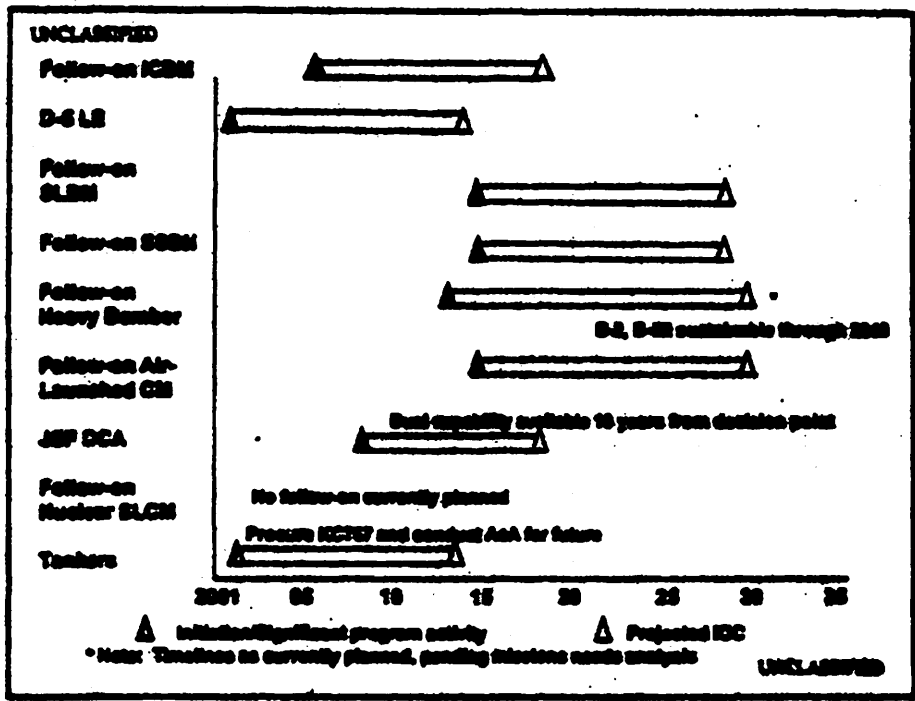 UNCLASSIFIED
Follow-on ICBM
D-5 LE
Follow-on
SLBM
Follow-on SSBN
Follow-on
Heavy Bomber
*
B-2, B-52 sustainable through
Follow-on Air-
Launched CM
Dual-capability available 10 years from decision point
JSF DCA
Follow-on
Nuclear SLCM
No follow-on currently planned
Procure KC767 and conduct AoA for future
Tankers
2001 05 10 15 20 25 30 35
Initiation/Significant program activity
Projected IOC
* Note: Timelines as currently planned, pending missions needs analysis
UNCLASSIFIED